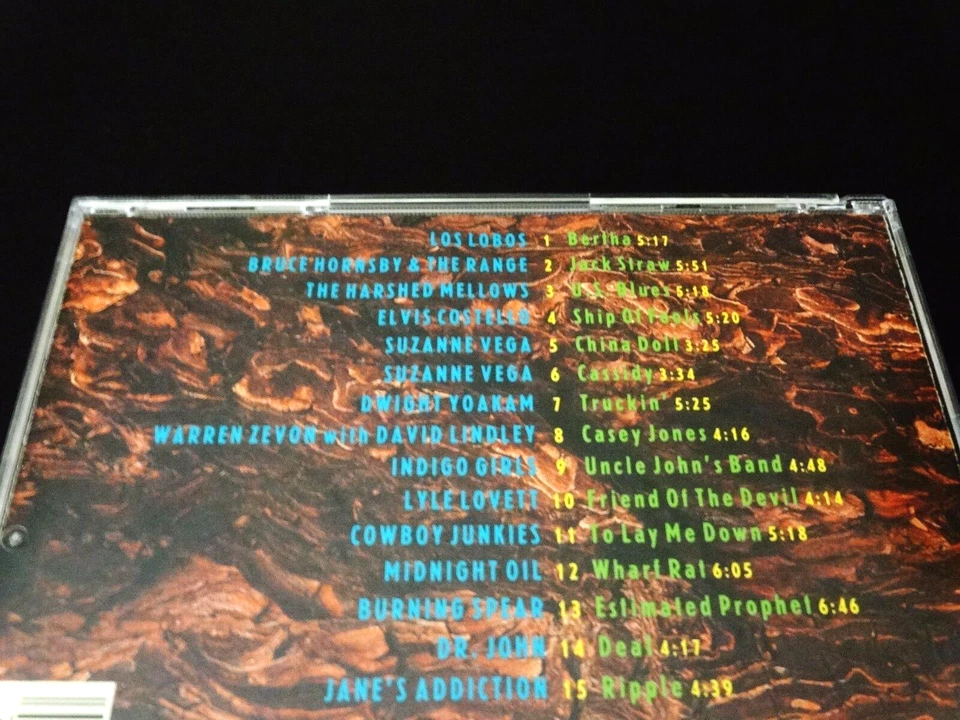 LOS LOBOS 1 Bertha 5:17
BRUCE HORNSBY & THE RANGE 2 Jack Straw 5:51
THE HARSHED MELLOWS 3 U.S. Blues 5:18
ELVIS COSTELLO 4 Ship Of Fools 5:20
SUZANNE VEGA 5 China Doll 3:25
SUZANNE VEGA 6 Cassidy 3:34
DWIGHT YOAKAM 7 Truckin' 5:25
WARREN ZEVON with DAVID LINDLEY 8 Casey Jones 4:16
INDIGO GIRLS 9 Uncle John's Band 4:48
LYLE LOVETT 10 Friend Of The Devil 4:14
COWBOY JUNKIES 11 To Lay Me Down 5:18
MIDNIGHT OIL 12 Wharf Rat 6:05
BURNING SPEAR 13 Estimated Prophet 6:46
DR. JOHN 14 Deal 4:17
JANE'S ADDICTION 15 Ripple 4:39